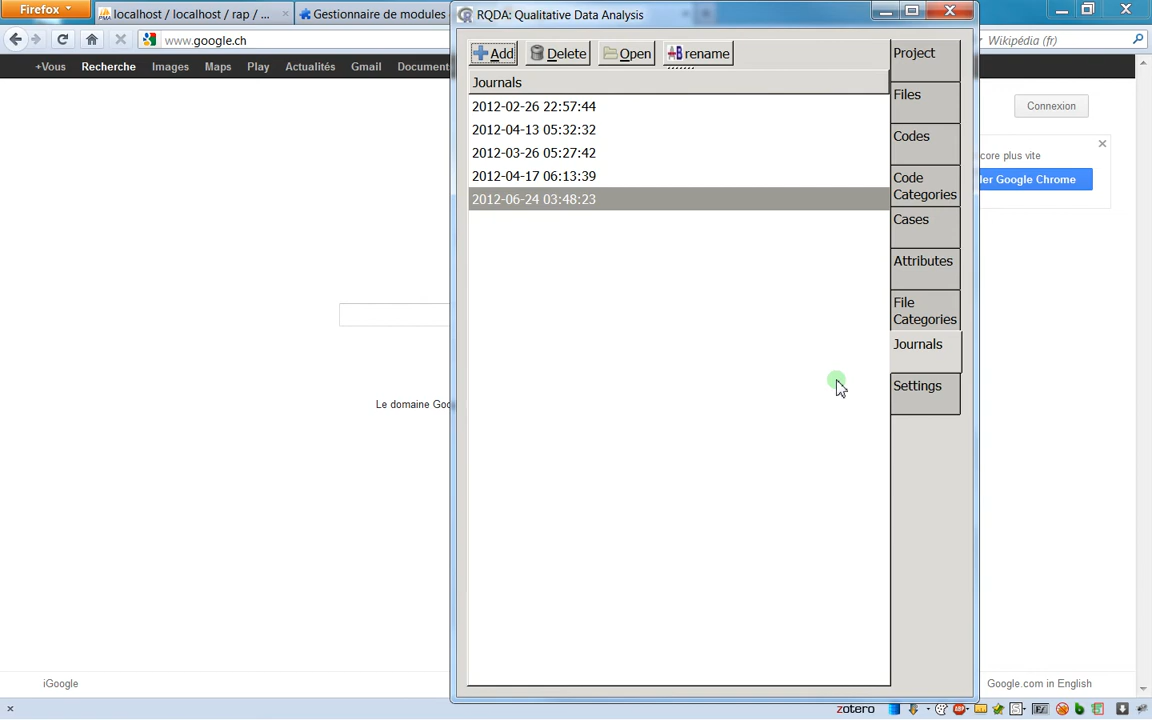 Firefox
localhost / localhost / rap / ...
Gestionnaire de modules
RQDA: Qualitative Data Analysis
www.google.ch
Wikipédia (fr)
+Vous Recherche Images Maps Play Actualités Gmail Document
Add Delete Open rename
Journals
2012-02-26 22:57:44
2012-04-13 05:32:32
2012-03-26 05:27:42
2012-04-17 06:13:39
2012-06-24 03:48:23
Project
Files
Codes
Code
Categories
Cases
Attributes
File
Categories
Journals
Settings
Connexion
core plus vite
ler Google Chrome
Le domaine Goo
iGoogle
Google.com in English
zotero